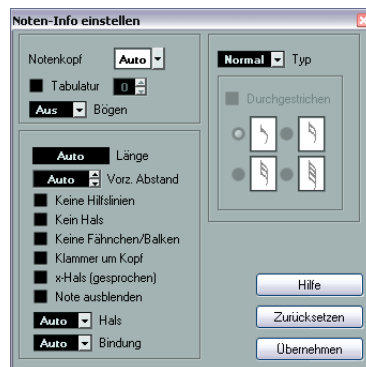 Noten-Info einstellen
Notenkopf Auto
Tabulatur 0
Aus Bögen
Auto Länge
Auto Vorz. Abstand
Keine Hilfslinien
Kein Hals
Keine Fähnchen/Balken
Klammer um Kopf
x-Hals (gesprochen)
Note ausblenden
Auto Hals
Auto Bindung
Normal Typ
Durchgestrichen
Hilfe
Zurücksetzen
Übernehmen